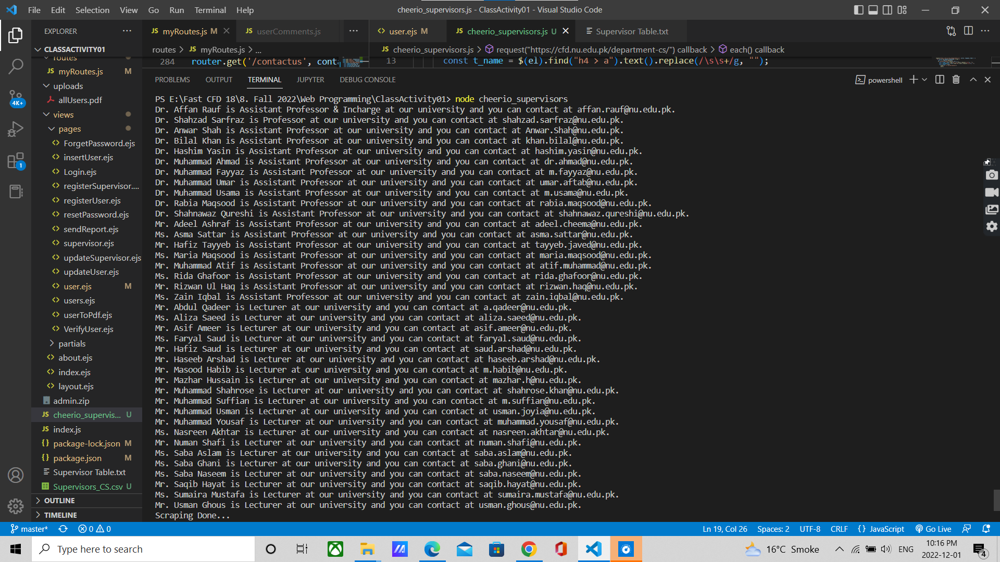 File Edit Selection View Go Run Terminal Help
cheerio_supervisors.js - ClassActivity01 - Visual Studio Code
EXPLORER
CLASSACTIVITY01
routes
JS myRoutes.js M
uploads
allUsers.pdf
views
pages
<> ForgetPassword.ejs
<> insertUser.ejs
<> Login.ejs
<> registerSupervisor....
<> registerUser.ejs
<> resetPassword.ejs
<> sendReport.ejs
<> supervisor.ejs
<> updateSupervisor.ejs
<> updateUser.ejs
<> user.ejs M
<> users.ejs
<> userToPdf.ejs
<> VerifyUser.ejs
partials
<> about.ejs
<> index.ejs
<> layout.ejs
admin.zip
JS cheerio_supervis... U
JS index.js
{} package-lock.json M
{} package.json M
Supervisor Table.txt
Supervisors_CS.csv U
OUTLINE
TIMELINE
4K+
1
JS myRoutes.js M
JS userComments.js
<> user.ejs M
JS cheerio_supervisors.js U
Supervisor Table.txt
routes > JS myRoutes.js > ...
JS cheerio_supervisors.js > request("https://cfd.nu.edu.pk/department-cs/") callback > each() callback
284 router.get('/contactus', cont
13 const t_name = $(el).find("h4 > a").text().replace(/\s\s+/g, "");
PROBLEMS OUTPUT TERMINAL JUPYTER DEBUG CONSOLE
powershell
PS E:\Fast CFD 18\8. Fall 2022\Web Programming\ClassActivity01> node cheerio_supervisors
Dr. Affan Rauf is Assistant Professor & Incharge at our university and you can contact at affan.rauf@nu.edu.pk.
Dr. Shahzad Sarfraz is Professor at our university and you can contact at shahzad.sarfraz@nu.edu.pk.
Dr. Anwar Shah is Assistant Professor at our university and you can contact at Anwar.Shah@nu.edu.pk.
Dr. Bilal Khan is Assistant Professor at our university and you can contact at khan.bilal@nu.edu.pk.
Dr. Hashim Yasin is Assistant Professor at our university and you can contact at hashim.yasin@nu.edu.pk.
Dr. Muhammad Ahmad is Assistant Professor at our university and you can contact at dr.ahmad@nu.edu.pk.
Dr. Muhammad Fayyaz is Assistant Professor at our university and you can contact at m.fayyaz@nu.edu.pk.
Dr. Muhammad Umar is Assistant Professor at our university and you can contact at umar.aftab@nu.edu.pk.
Dr. Muhammad Usama is Assistant Professor at our university and you can contact at m.usama@nu.edu.pk.
Dr. Rabia Maqsood is Assistant Professor at our university and you can contact at rabia.maqsood@nu.edu.pk.
Dr. Shahnawaz Qureshi is Assistant Professor at our university and you can contact at shahnawaz.qureshi@nu.edu.pk.
Mr. Adeel Ashraf is Assistant Professor at our university and you can contact at adeel.cheema@nu.edu.pk.
Ms. Asma Sattar is Assistant Professor at our university and you can contact at asma.sattar@nu.edu.pk.
Mr. Hafiz Tayyeb is Assistant Professor at our university and you can contact at tayyeb.javed@nu.edu.pk.
Ms. Maria Maqsood is Assistant Professor at our university and you can contact at maria.maqsood@nu.edu.pk.
Mr. Muhammad Atif is Assistant Professor at our university and you can contact at atif.muhammad@nu.edu.pk.
Ms. Rida Ghafoor is Assistant Professor at our university and you can contact at rida.ghafoor@nu.edu.pk.
Mr. Rizwan Ul Haq is Assistant Professor at our university and you can contact at rizwan.haq@nu.edu.pk.
Ms. Zain Iqbal is Assistant Professor at our university and you can contact at zain.iqbal@nu.edu.pk.
Mr. Abdul Qadeer is Lecturer at our university and you can contact at a.qadeer@nu.edu.pk.
Ms. Aliza Saeed is Lecturer at our university and you can contact at aliza.saeed@nu.edu.pk.
Mr. Asif Ameer is Lecturer at our university and you can contact at asif.ameer@nu.edu.pk.
Ms. Faryal Saud is Lecturer at our university and you can contact at faryal.saud@nu.edu.pk.
Mr. Hafiz Saud is Lecturer at our university and you can contact at saud.arshad@nu.edu.pk.
Mr. Haseeb Arshad is Lecturer at our university and you can contact at haseeb.arshad@nu.edu.pk.
Mr. Masood Habib is Lecturer at our university and you can contact at m.habib@nu.edu.pk.
Mr. Mazhar Hussain is Lecturer at our university and you can contact at mazhar.h@nu.edu.pk.
Mr. Muhammad Shahrose is Lecturer at our university and you can contact at shahrose.khan@nu.edu.pk.
Mr. Muhammad Suffian is Lecturer at our university and you can contact at m.suffian@nu.edu.pk.
Mr. Muhammad Usman is Lecturer at our university and you can contact at usman.joyia@nu.edu.pk.
Mr. Muhammad Yousaf is Lecturer at our university and you can contact at muhammad.yousaf@nu.edu.pk.
Ms. Nasreen Akhtar is Lecturer at our university and you can contact at nasreen.akhtar@nu.edu.pk.
Mr. Numan Shafi is Lecturer at our university and you can contact at numan.shafi@nu.edu.pk.
Ms. Saba Aslam is Lecturer at our university and you can contact at saba.aslam@nu.edu.pk.
Ms. Saba Ghani is Lecturer at our university and you can contact at saba.ghani@nu.edu.pk.
Ms. Saba Naseem is Lecturer at our university and you can contact at saba.naseem@nu.edu.pk.
Mr. Saqib Hayat is Lecturer at our university and you can contact at saqib.hayat@nu.edu.pk.
Ms. Sumaira Mustafa is Lecturer at our university and you can contact at sumaira.mustafa@nu.edu.pk.
Mr. Usman Ghous is Lecturer at our university and you can contact at usman.ghous@nu.edu.pk.
Scraping Done...
master* 0 0
Ln 19, Col 26 Spaces: 2 UTF-8 CRLF {} JavaScript Go Live
Type here to search
16°C Smoke
ENG
10:16 PM
2022-12-01
4